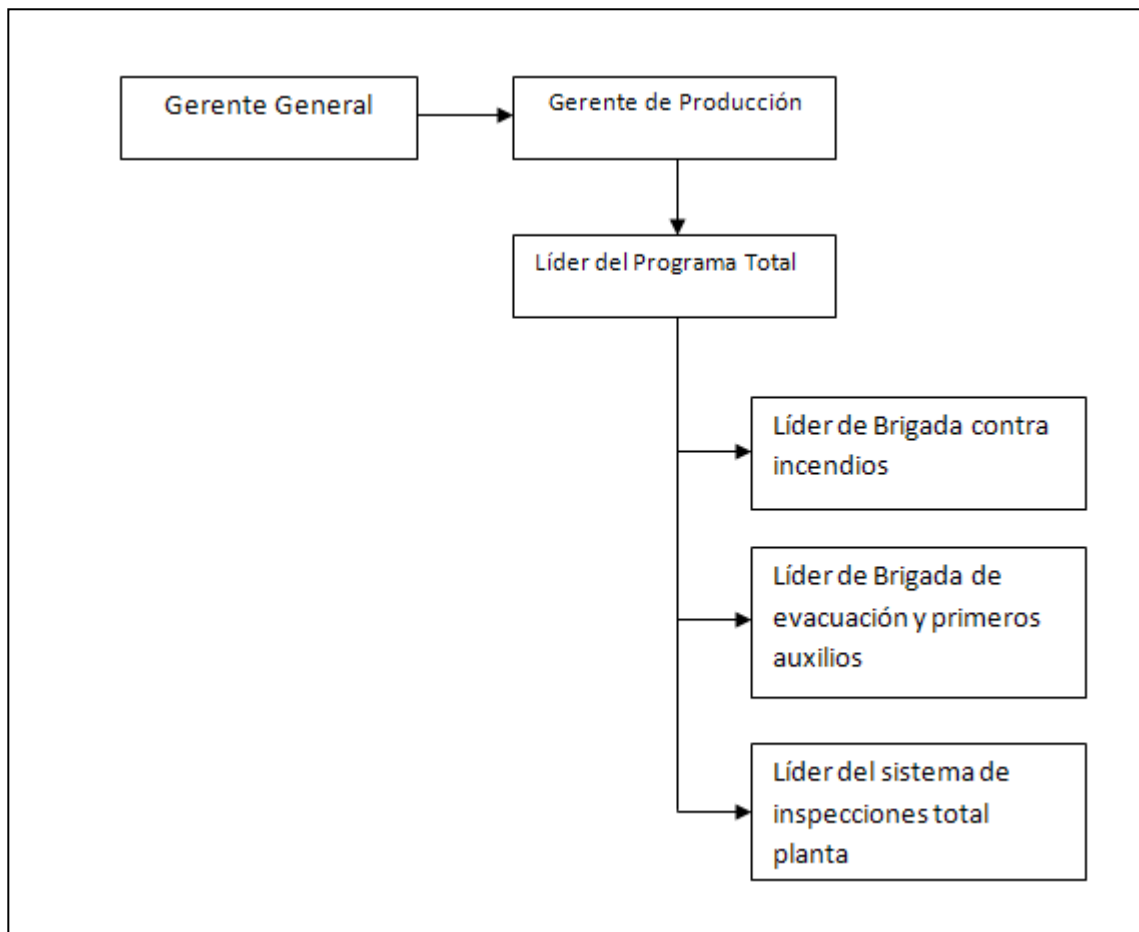 Gerente General
Gerente de Producción
Líder del Programa Total
Líder de Brigada contra
incendios
Líder de Brigada de
evacuación y primeros
auxilios
Líder del sistema de
inspecciones total
planta